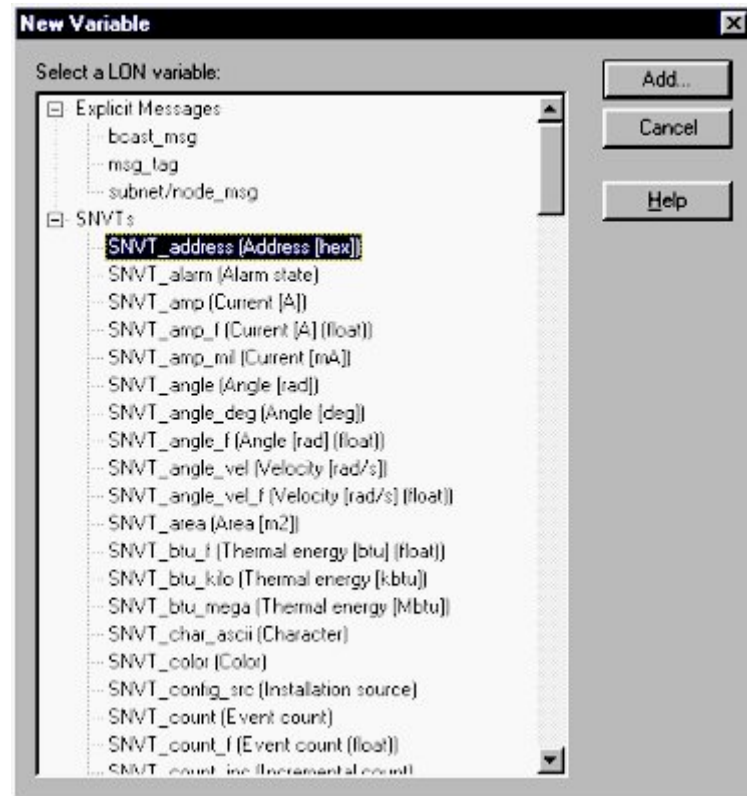 New Variable
Select a LON variable:
Add...
Cancel
Help
Explicit Messages
bcast_msg
msg_tag
subnet/node_msg
SNVTs
SNVT_address (Address [hex])
SNVT_alarm (Alarm state)
SNVT_amp (Current [A])
SNVT_amp_f (Current [A] (float))
SNVT_amp_mil (Current [mA])
SNVT_angle (Angle [rad])
SNVT_angle_deg (Angle [deg])
SNVT_angle_f (Angle [rad] (float))
SNVT_angle_vel (Velocity [rad/s])
SNVT_angle_vel_f (Velocity [rad/s] (float))
SNVT_area (Area [m2])
SNVT_btu_f (Thermal energy [btu] (float))
SNVT_btu_kilo (Thermal energy [kbtu])
SNVT_btu_mega (Thermal energy [Mbtu])
SNVT_char_ascii (Character)
SNVT_color (Color)
SNVT_config_src (Installation source)
SNVT_count (Event count)
SNVT_count_f (Event count (float))
SNVT_count_inc (Incremental count)